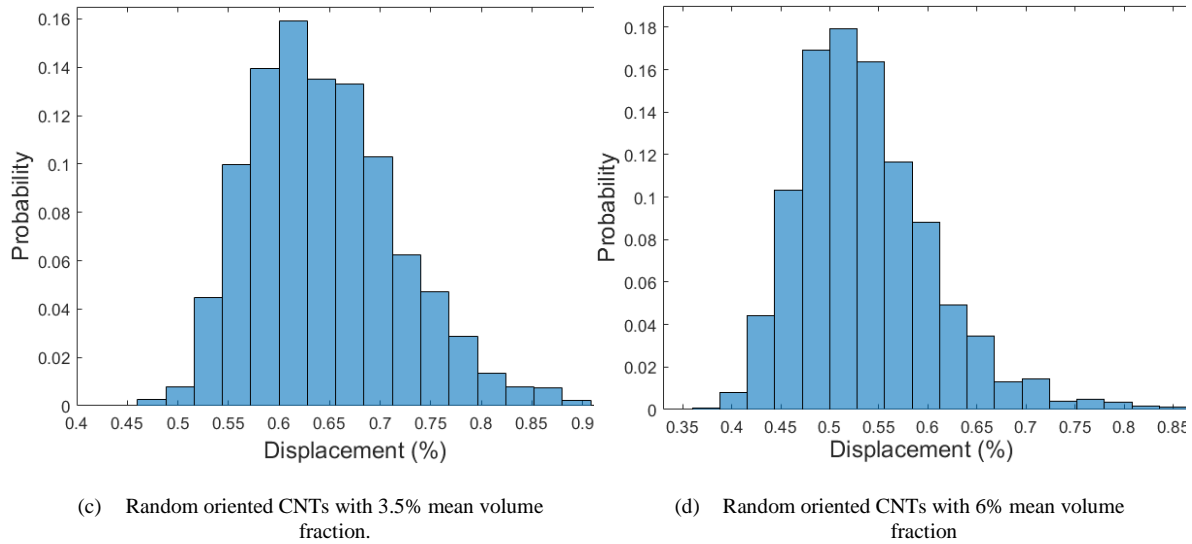 0.16
0.14
0.12
0.1
0.08
0.06
0.04
0.02
0
Probability
0.4 0.45 0.5 0.55 0.6 0.65 0.7 0.75 0.8 0.85 0.9
Displacement (%)
(c) Random oriented CNTs with 3.5% mean volume
fraction.
0.18
0.16
0.14
0.12
0.1
0.08
0.06
0.04
0.02
0
Probability
0.35 0.4 0.45 0.5 0.55 0.6 0.65 0.7 0.75 0.8 0.85
Displacement (%)
(d) Random oriented CNTs with 6% mean volume
fraction